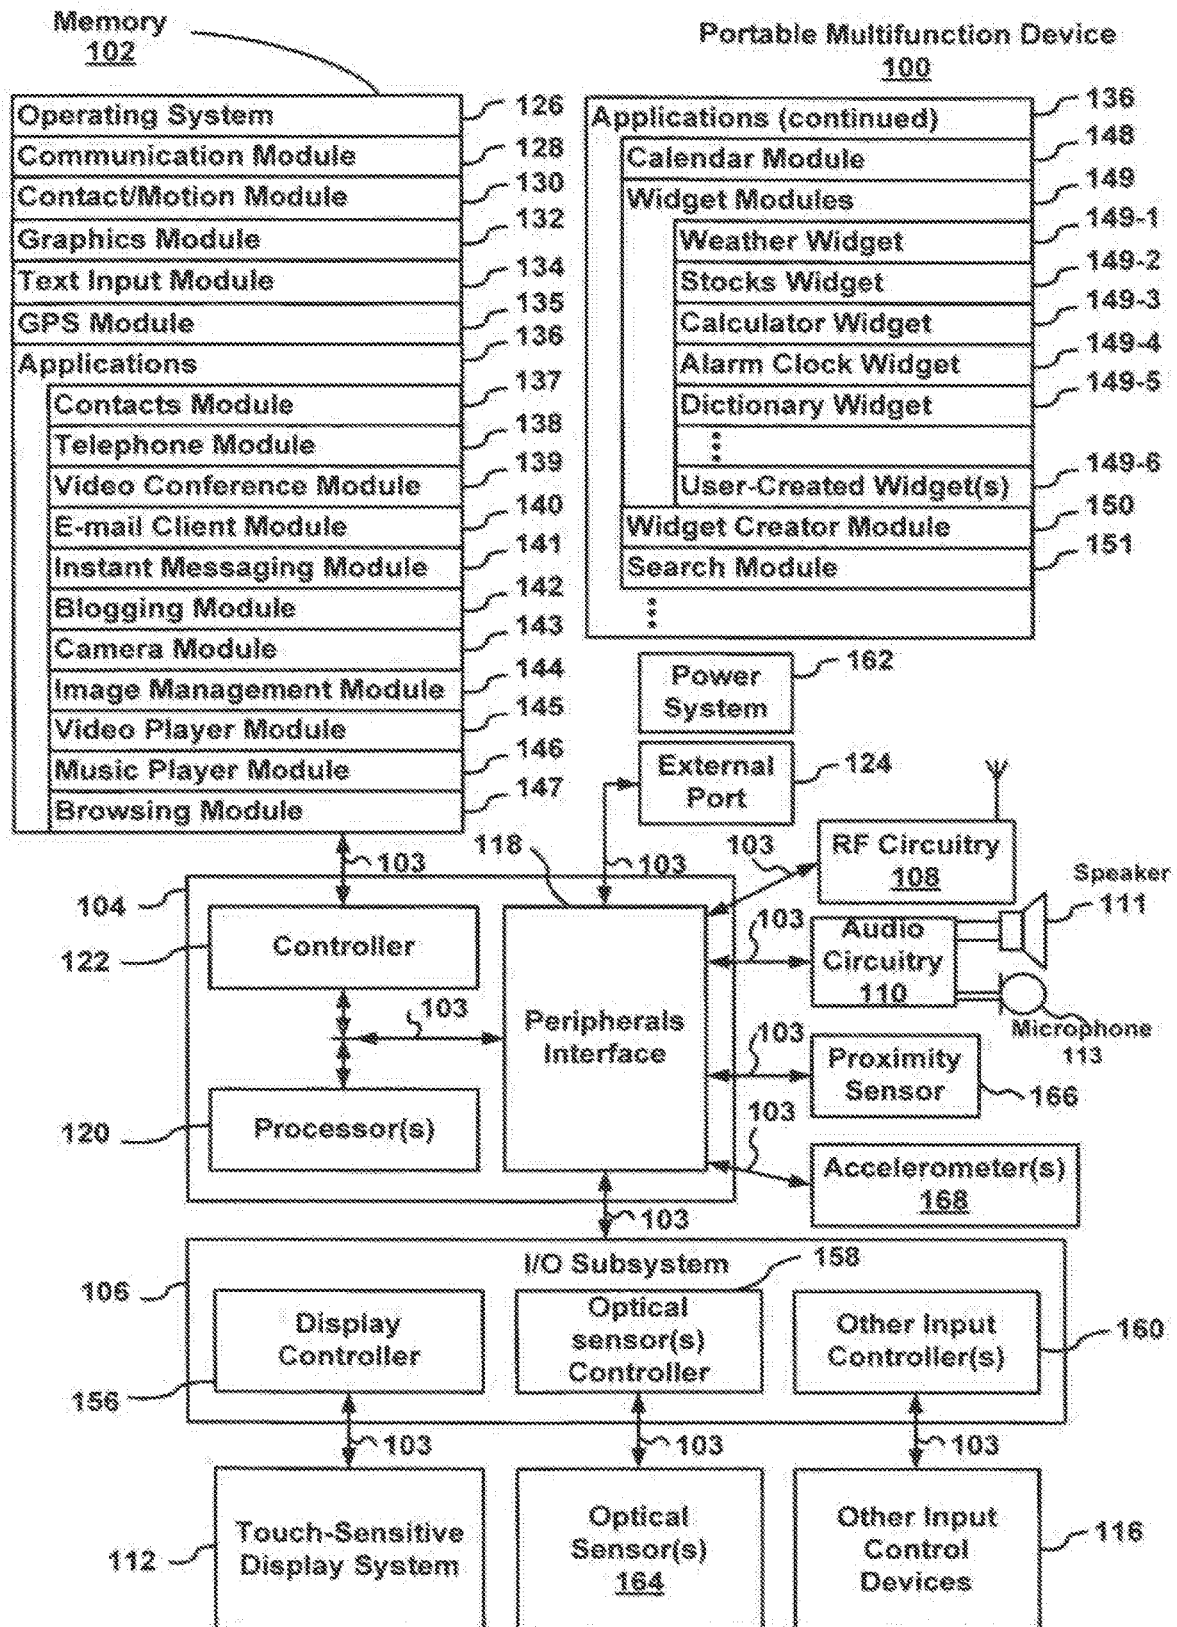 Memory
102
Portable Multifunction Device
100
Operating System
126
Communication Module
128
Contact/Motion Module
130
Graphics Module
132
Text Input Module
134
GPS Module
135
Applications
136
Contacts Module
137
Telephone Module
138
Video Conference Module
139
E-mail Client Module
140
Instant Messaging Module
141
Blogging Module
142
Camera Module
143
Image Management Module
144
Video Player Module
145
Music Player Module
146
Browsing Module
147
Applications (continued)
136
Calendar Module
148
Widget Modules
149
Weather Widget
149-1
Stocks Widget
149-2
Calculator Widget
149-3
Alarm Clock Widget
149-4
Dictionary Widget
149-5
User-Created Widget(s)
149-6
Widget Creator Module
150
Search Module
151
Power
System
162
External
Port
124
103
118
103
103
RF Circuitry
108
Speaker
111
104
122
Controller
103
Audio
Circuitry
110
103
Peripherals
Interface
Microphone
113
103
Proximity
Sensor
166
120
Processor(s)
103
Accelerometer(s)
168
103
I/O Subsystem
158
106
Display
Controller
156
Optical
sensor(s)
Controller
Other Input
Controller(s)
160
103
103
103
112
Touch-Sensitive
Display System
Optical
Sensor(s)
164
Other Input
Control
Devices
116